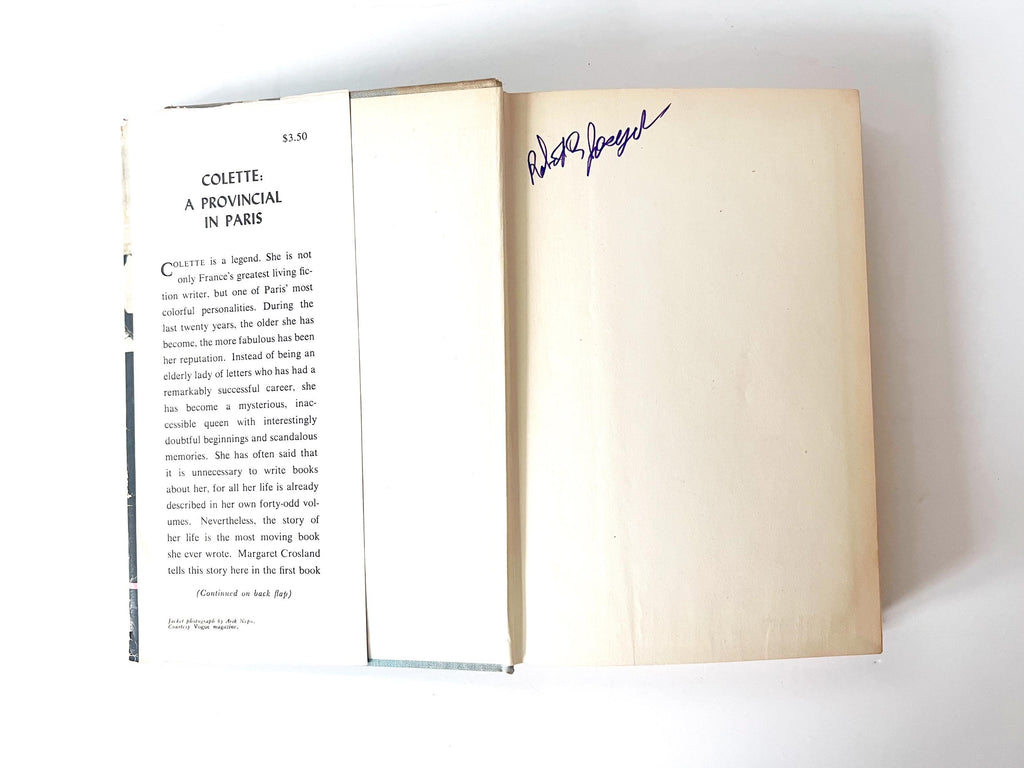 $3.50
COLETTE:
A PROVINCIAL
IN PARIS
COLETTE is a legend. She is not
only France's greatest living fic-
tion writer, but one of Paris' most
colorful personalities. During the
last twenty years, the older she has
become, the more fabulous has been
her reputation. Instead of being an
elderly lady of letters who has had a
remarkably successful career, she
has become a mysterious, inac-
cessible queen with interestingly
doubtful beginnings and scandalous
memories. She has often said that
it is unnecessary to write books
about her, for all her life is already
described in her own forty-odd vol-
umes. Nevertheless, the story of
her life is the most moving book
she ever wrote. Margaret Crosland
tells this story here in the first book
(Continued on back flap)
Jacket photograph by
Courtesy Vogue magazine.